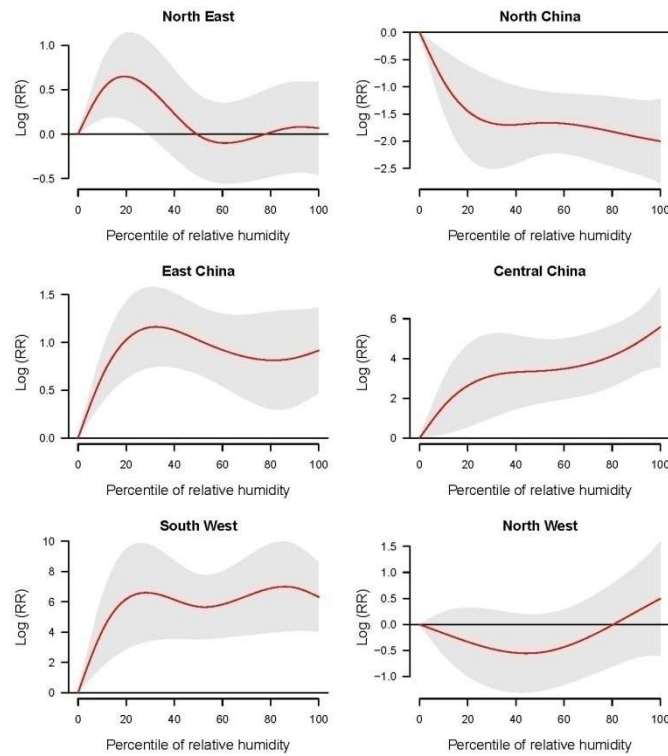 North East
Log (RR)
1.0
0.5
0.0
−0.5
0 20 40 60 80 100
Percentile of relative humidity
North China
Log (RR)
0.0
−0.5
−1.0
−1.5
−2.0
−2.5
0 20 40 60 80 100
Percentile of relative humidity
East China
Log (RR)
1.5
1.0
0.5
0.0
0 20 40 60 80 100
Percentile of relative humidity
Central China
Log (RR)
6
4
2
0
0 20 40 60 80 100
Percentile of relative humidity
South West
Log (RR)
10
8
6
4
2
0
0 20 40 60 80 100
Percentile of relative humidity
North West
Log (RR)
1.5
1.0
0.5
0.0
−0.5
−1.0
0 20 40 60 80 100
Percentile of relative humidity